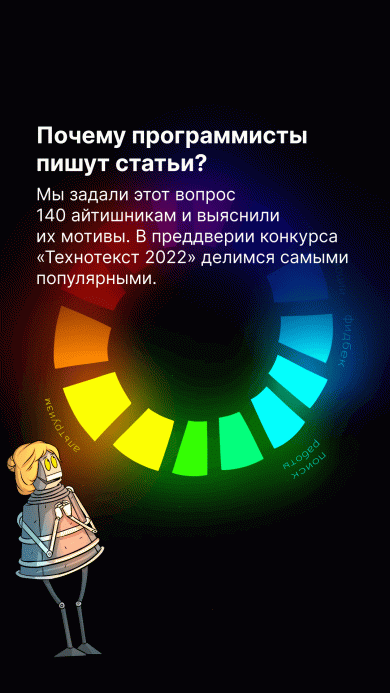 Почему программисты
пишут статьи?
Мы задали этот вопрос
140 айтишникам и выяснили
их мотивы. В преддверии конкурса
«Технотекст 2022» делимся самыми
популярными.
фидбек
альтруизм
поиск
работы